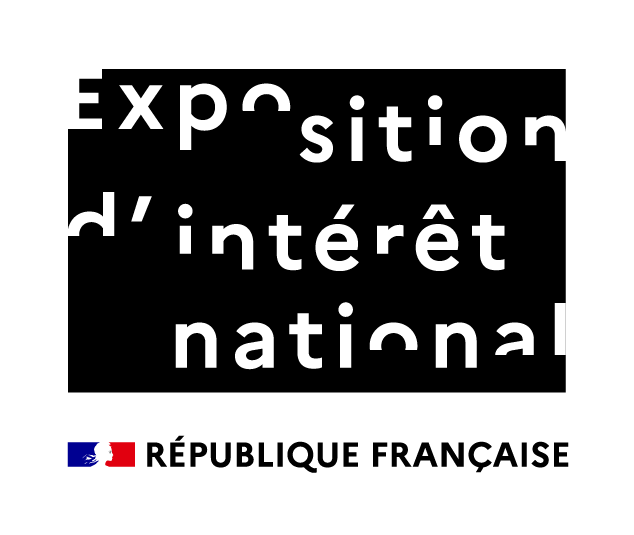 Exposition
d'intérêt
national
RÉPUBLIQUE FRANÇAISE